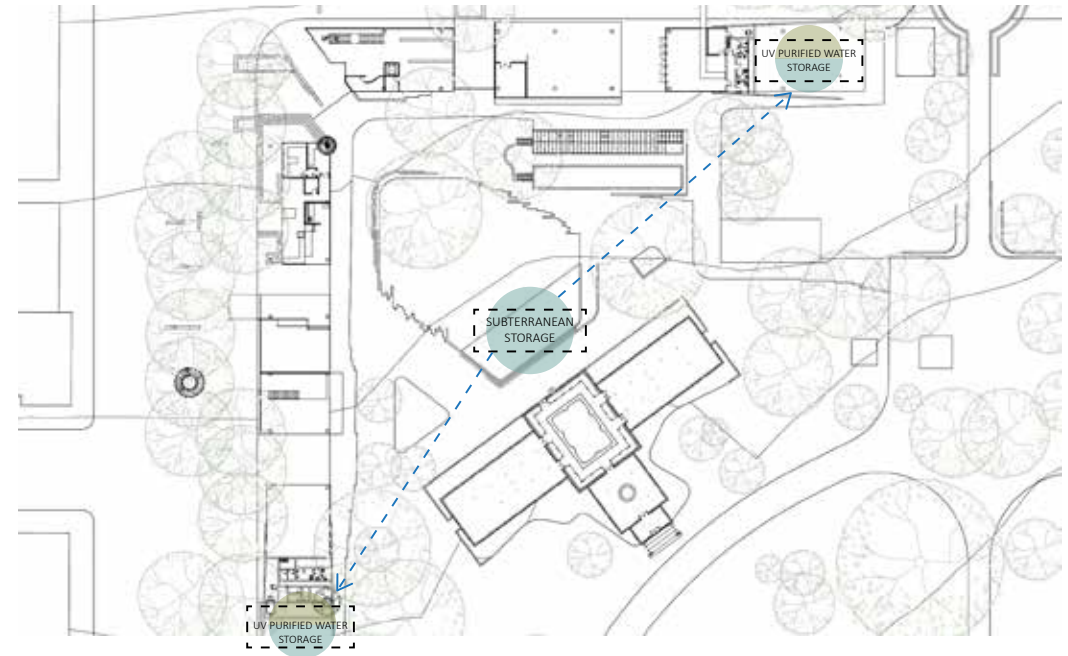 UV PURIFIED WATER
STORAGE
SUBTERRANEAN
STORAGE
UV PURIFIED WATER
STORAGE